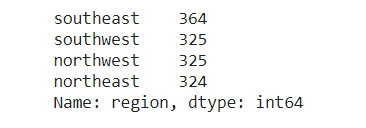 southeast    364
southwest    325
northwest    325
northeast    324
Name: region, dtype: int64